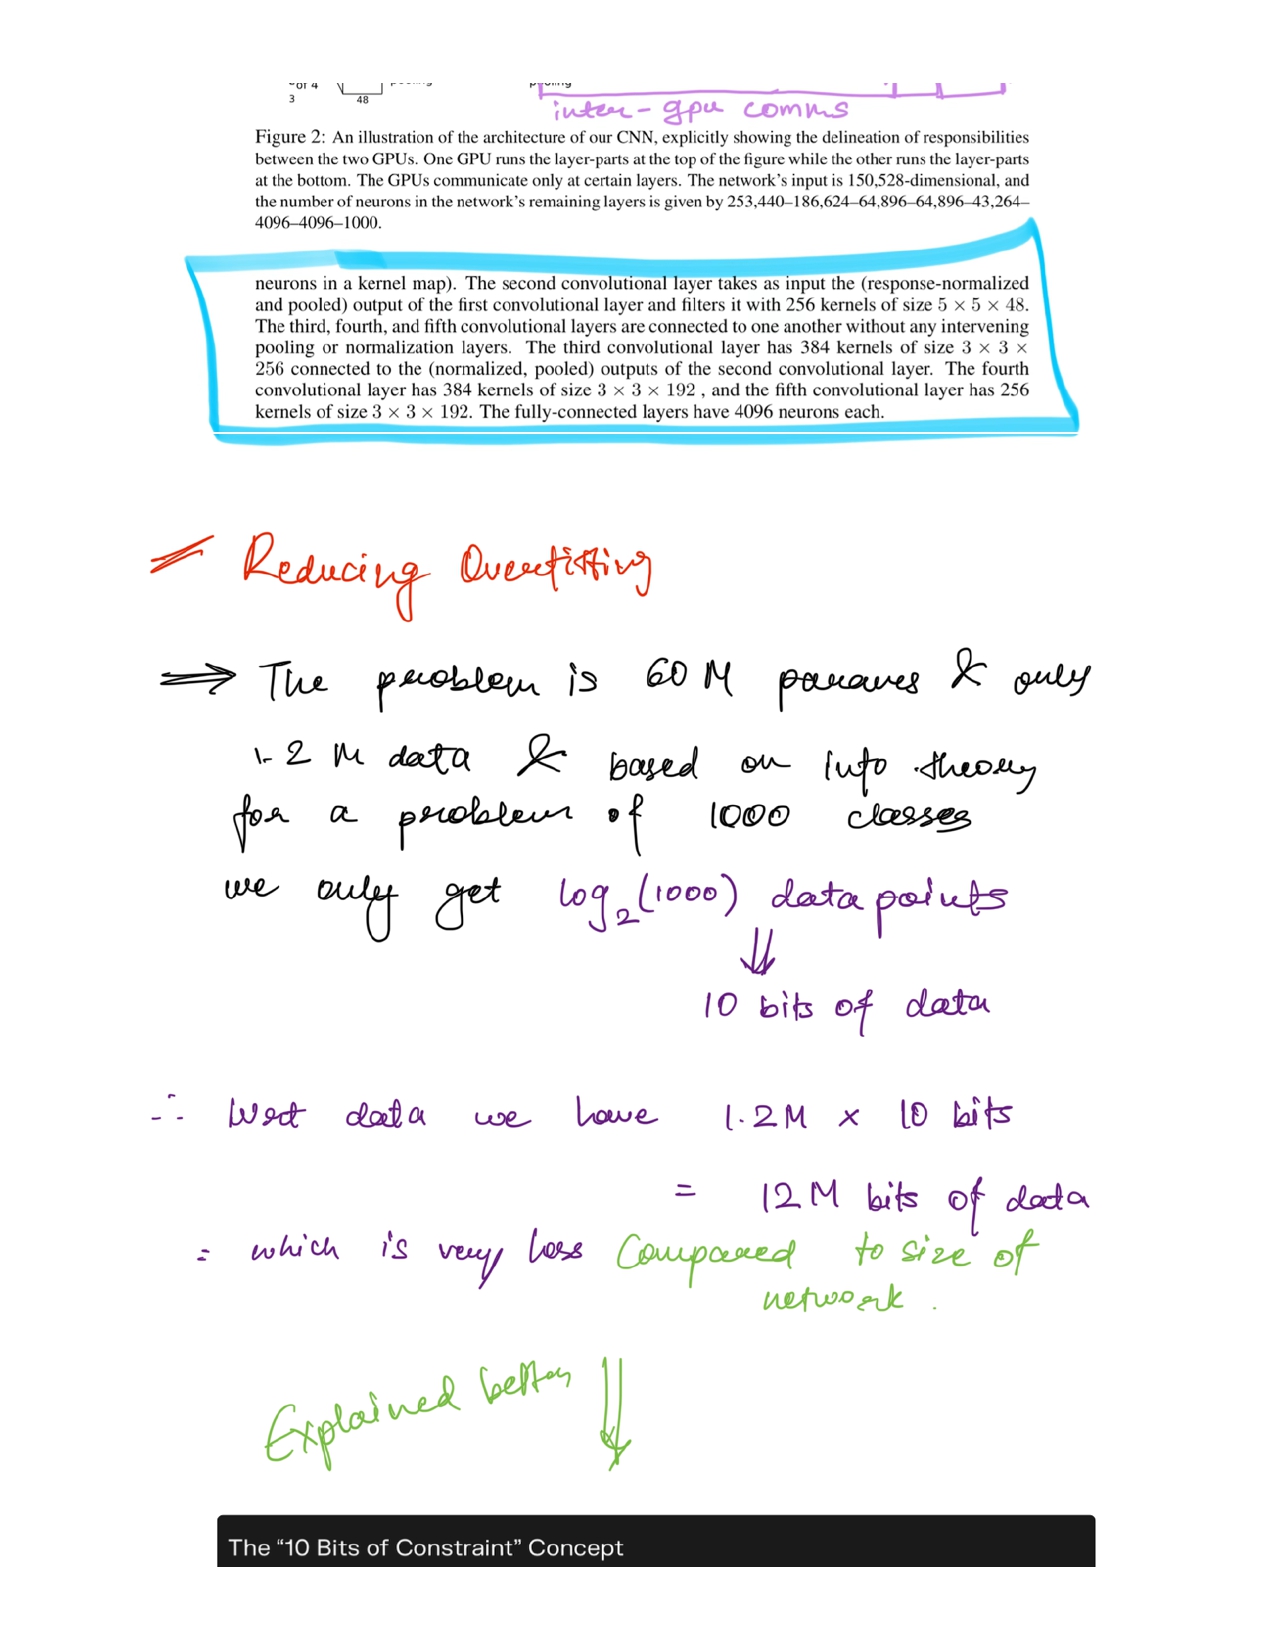 of 4
3
48
pooling
inter-gpu comms
Figure 2: An illustration of the architecture of our CNN, explicitly showing the delineation of responsibilities
between the two GPUs. One GPU runs the layer-parts at the top of the figure while the other runs the layer-parts
at the bottom. The GPUs communicate only at certain layers. The network's input is 150,528-dimensional, and
the number of neurons in the network's remaining layers is given by 253,440–186,624–64,896–64,896–43,264–
4096–4096–1000.
neurons in a kernel map). The second convolutional layer takes as input the (response-normalized
and pooled) output of the first convolutional layer and filters it with 256 kernels of size 5 × 5 × 48.
The third, fourth, and fifth convolutional layers are connected to one another without any intervening
pooling or normalization layers. The third convolutional layer has 384 kernels of size 3 × 3 ×
256 connected to the (normalized, pooled) outputs of the second convolutional layer. The fourth
convolutional layer has 384 kernels of size 3 × 3 × 192 , and the fifth convolutional layer has 256
kernels of size 3 × 3 × 192. The fully-connected layers have 4096 neurons each.
Reducing Overfitting
⇒ The problem is 60 M params & only
1.2 M data & based on info theory
for a problem of 1000 classes
we only get log₂(1000) data points
⇓
10 bits of data
∴ Wrt data we have 1.2M × 10 bits
= 12M bits of data
= which is very less Compared to size of
network.
Explained better ⇓
The “10 Bits of Constraint” Concept